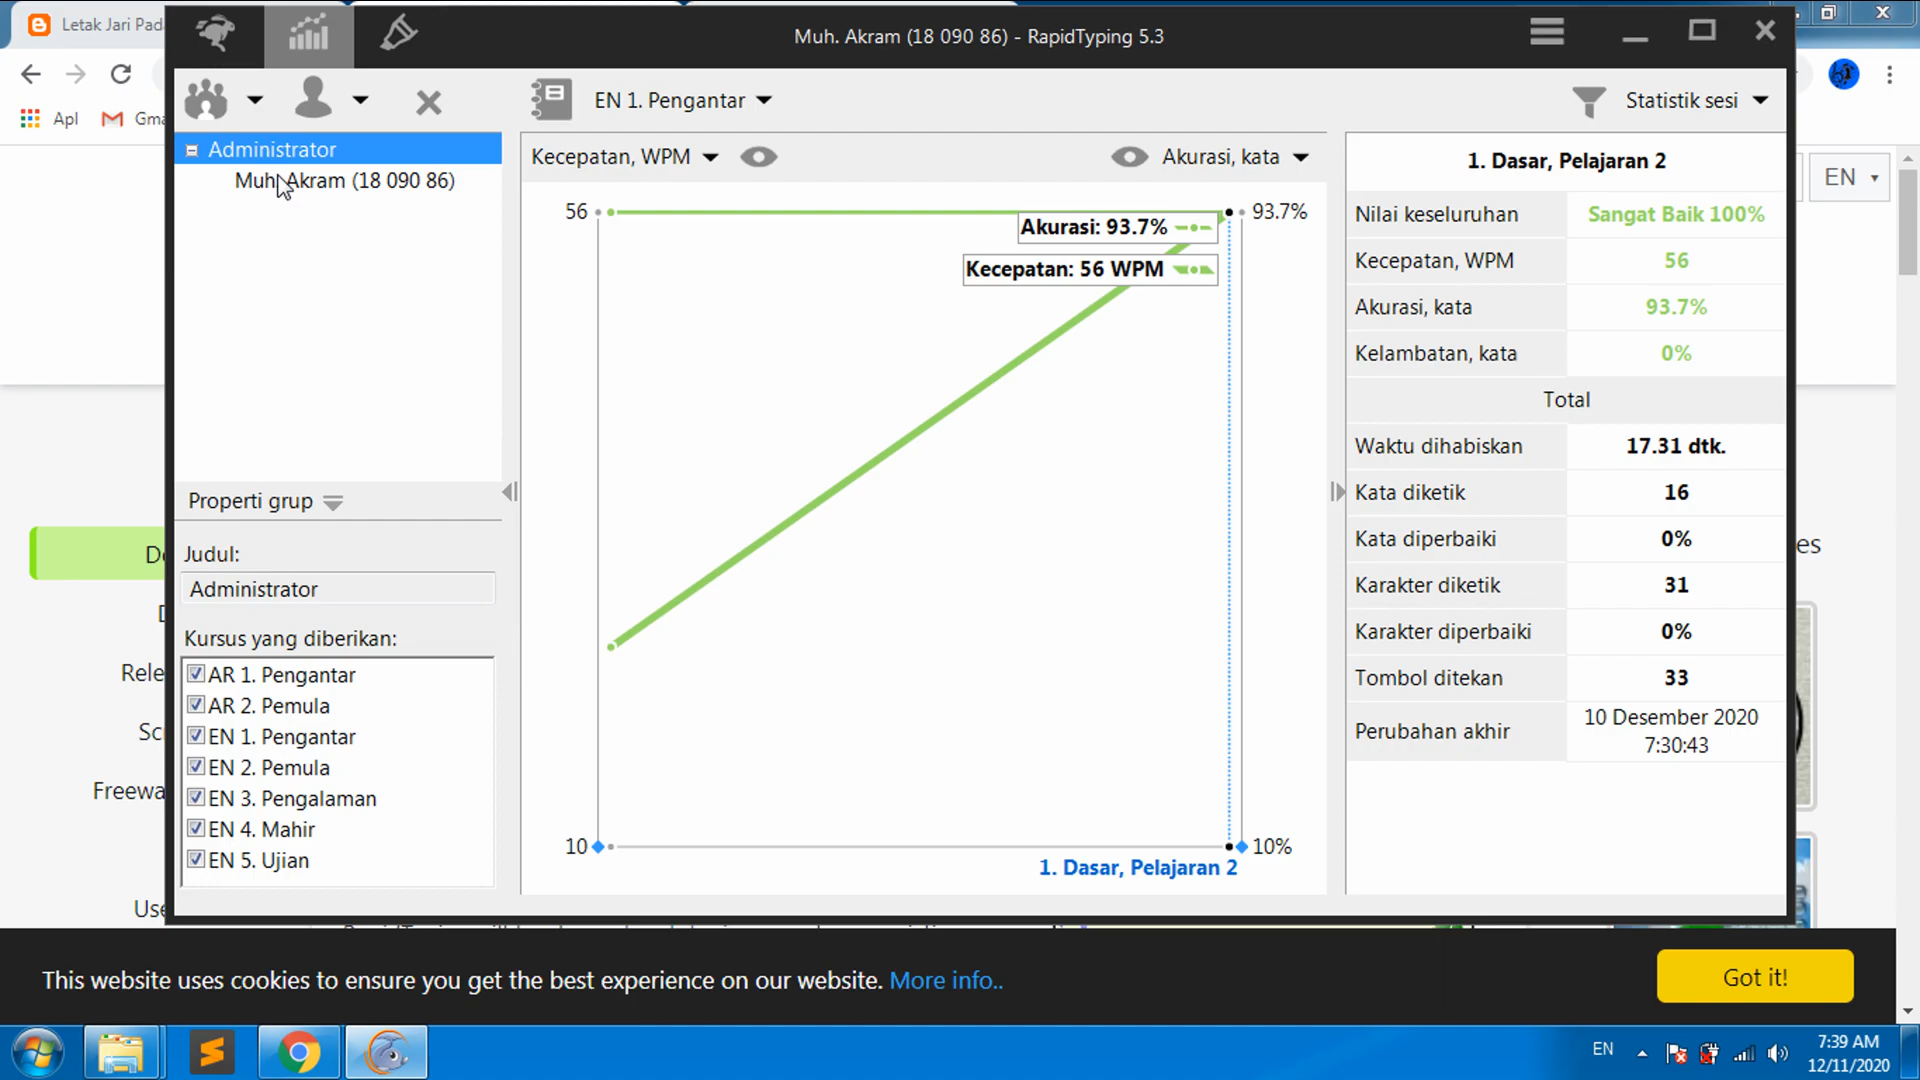 Letak Jari Pad
Muh. Akram (18 090 86) - RapidTyping 5.3
Apl
Gma
EN 1. Pengantar
Statistik sesi
Administrator
Muh. Akram (18 090 86)
Kecepatan, WPM
Akurasi, kata
56
93.7%
Akurasi: 93.7%
Kecepatan: 56 WPM
10
10%
1. Dasar, Pelajaran 2
1. Dasar, Pelajaran 2
Nilai keseluruhan
Sangat Baik 100%
Kecepatan, WPM
56
Akurasi, kata
93.7%
Kelambatan, kata
0%
Total
Waktu dihabiskan
17.31 dtk.
Kata diketik
16
Kata diperbaiki
0%
Karakter diketik
31
Karakter diperbaiki
0%
Tombol ditekan
33
Perubahan akhir
10 Desember 2020
7:30:43
Properti grup
Judul:
Administrator
Kursus yang diberikan:
AR 1. Pengantar
AR 2. Pemula
EN 1. Pengantar
EN 2. Pemula
EN 3. Pengalaman
EN 4. Mahir
EN 5. Ujian
EN
Rele
Freewa
Use
es
This website uses cookies to ensure you get the best experience on our website. More info..
Got it!
EN
7:39 AM
12/11/2020